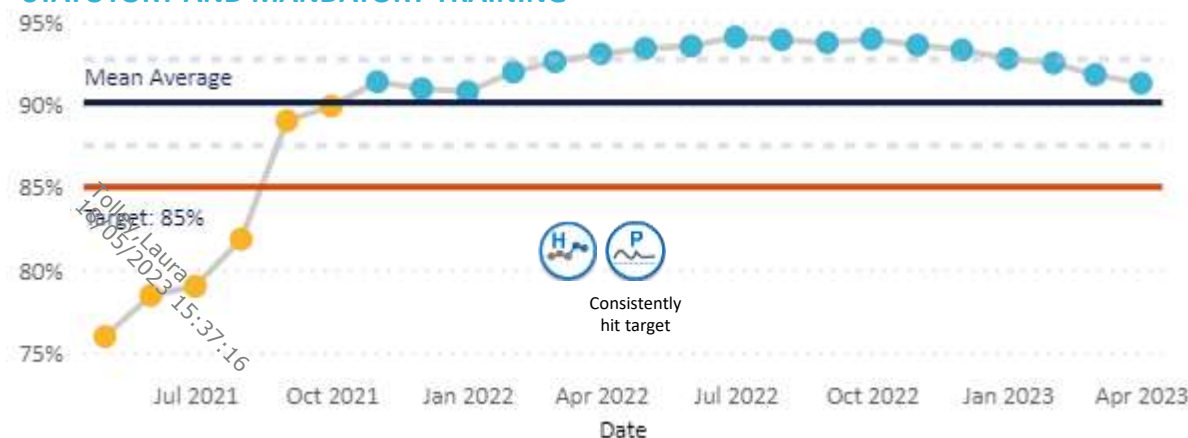 STATUTORY AND MANDATORY TRAINING
95%
Mean Average
90%
85%
Target: 85%
Tolley, Laura
18/05/2023 15:37:16
80%
H
P
Consistently
hit target
75%
Jul 2021
Oct 2021
Jan 2022
Apr 2022
Jul 2022
Oct 2022
Jan 2023
Apr 2023
Date